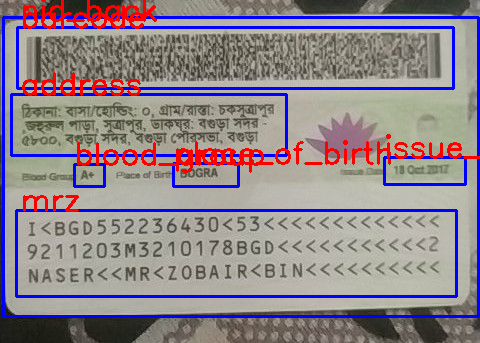 nid_back
barcode
address
ঠিকানা: বাসা/হোল্ডিং: ০, গ্রাম/রাস্তা: চকসূত্রাপুর
,জহুরুল পাড়া, সূত্রাপুর, ডাকঘর: বগুড়া সদর -
৫৮০০, বগুড়া সদর, বগুড়া পৌরসভা, বগুড়া
blood_group place_of_birth issue_
Blood Group A+ Place of Birth BOGRA Issue Date 18 Oct 2017
mrz
I<BGD552236430<53<<<<<<<<<<<<<
9211203M3210178BGD<<<<<<<<<<<2
NASER<<MR<ZOBAIR<BIN<<<<<<<<<<